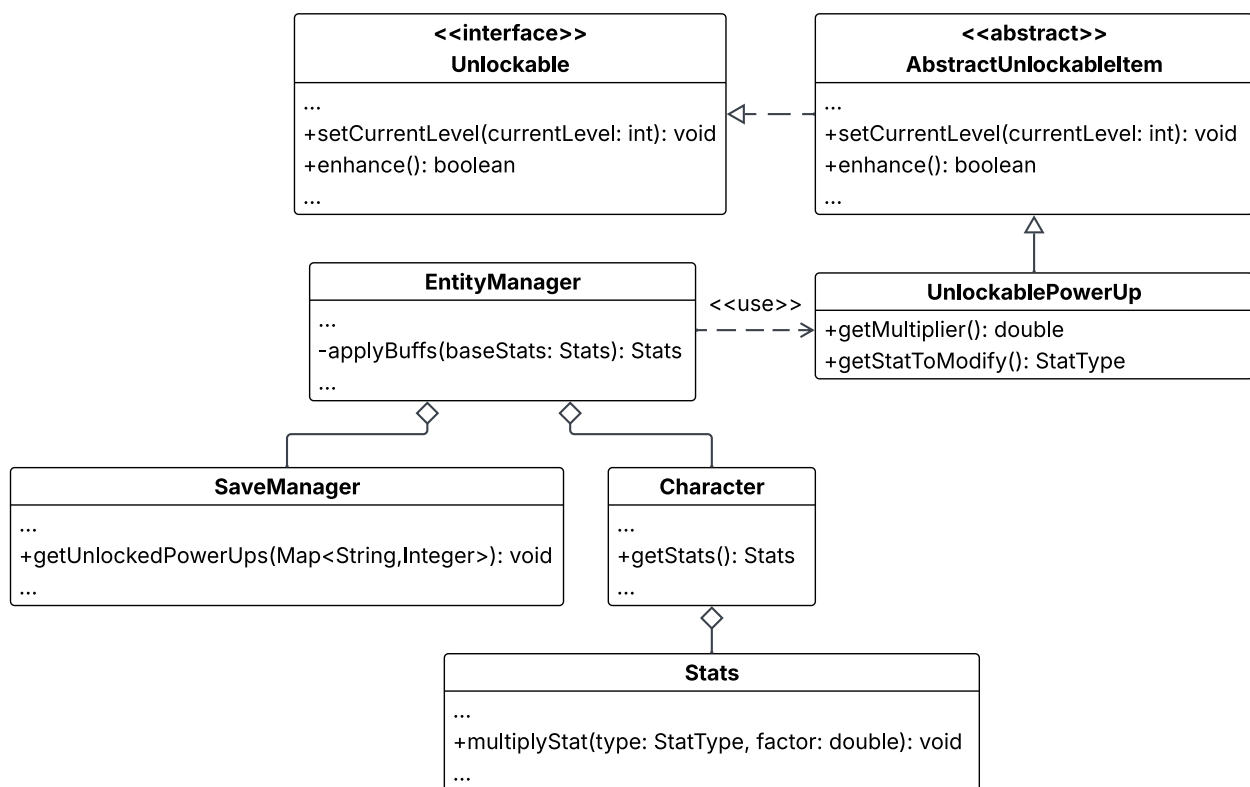 <<interface>>
Unlockable
...
+setCurrentLevel(currentLevel: int): void
+enhance(): boolean
...
<<abstract>>
AbstractUnlockableItem
...
+setCurrentLevel(currentLevel: int): void
+enhance(): boolean
...
EntityManager
...
-applyBuffs(baseStats: Stats): Stats
...
<<use>>
UnlockablePowerUp
+getMultiplier(): double
+getStatToModify(): StatType
SaveManager
...
+getUnlockedPowerUps(Map<String,Integer>): void
...
Character
...
+getStats(): Stats
...
Stats
...
+multiplyStat(type: StatType, factor: double): void
...